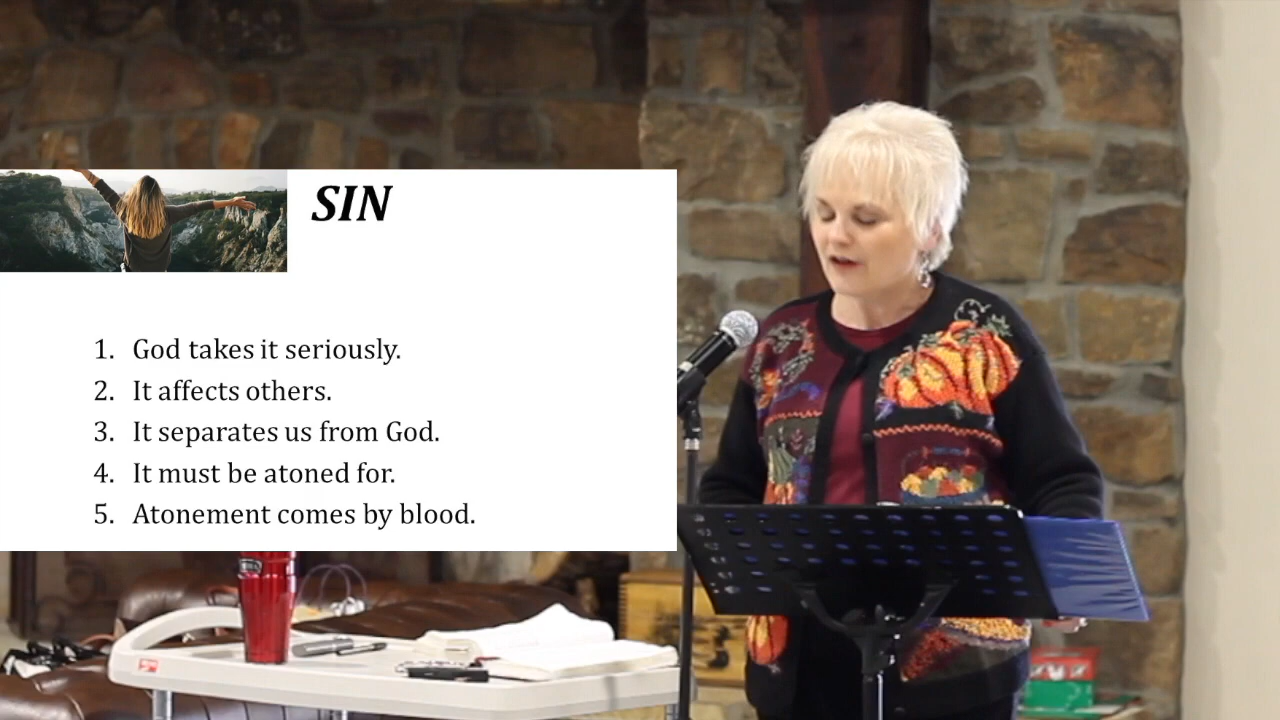 SIN
1. God takes it seriously.
2. It affects others.
3. It separates us from God.
4. It must be atoned for.
5. Atonement comes by blood.